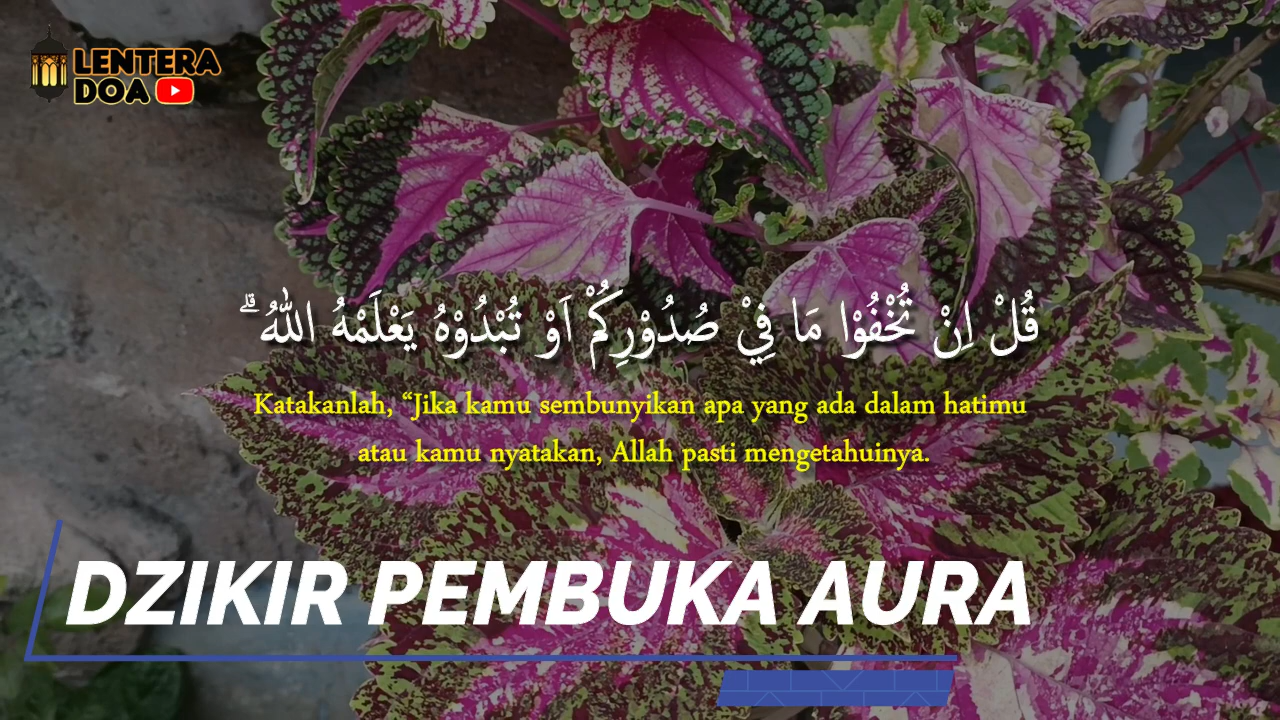 LENTERA
DOA
قُلْ اِنْ تُخْفُوْا مَا فِيْ صُدُوْرِكُمْ اَوْ تُبْدُوْهُ يَعْلَمْهُ اللّٰهُ ۗ
Katakanlah, “Jika kamu sembunyikan apa yang ada dalam hatimu
atau kamu nyatakan, Allah pasti mengetahuinya.
DZIKIR PEMBUKA AURA